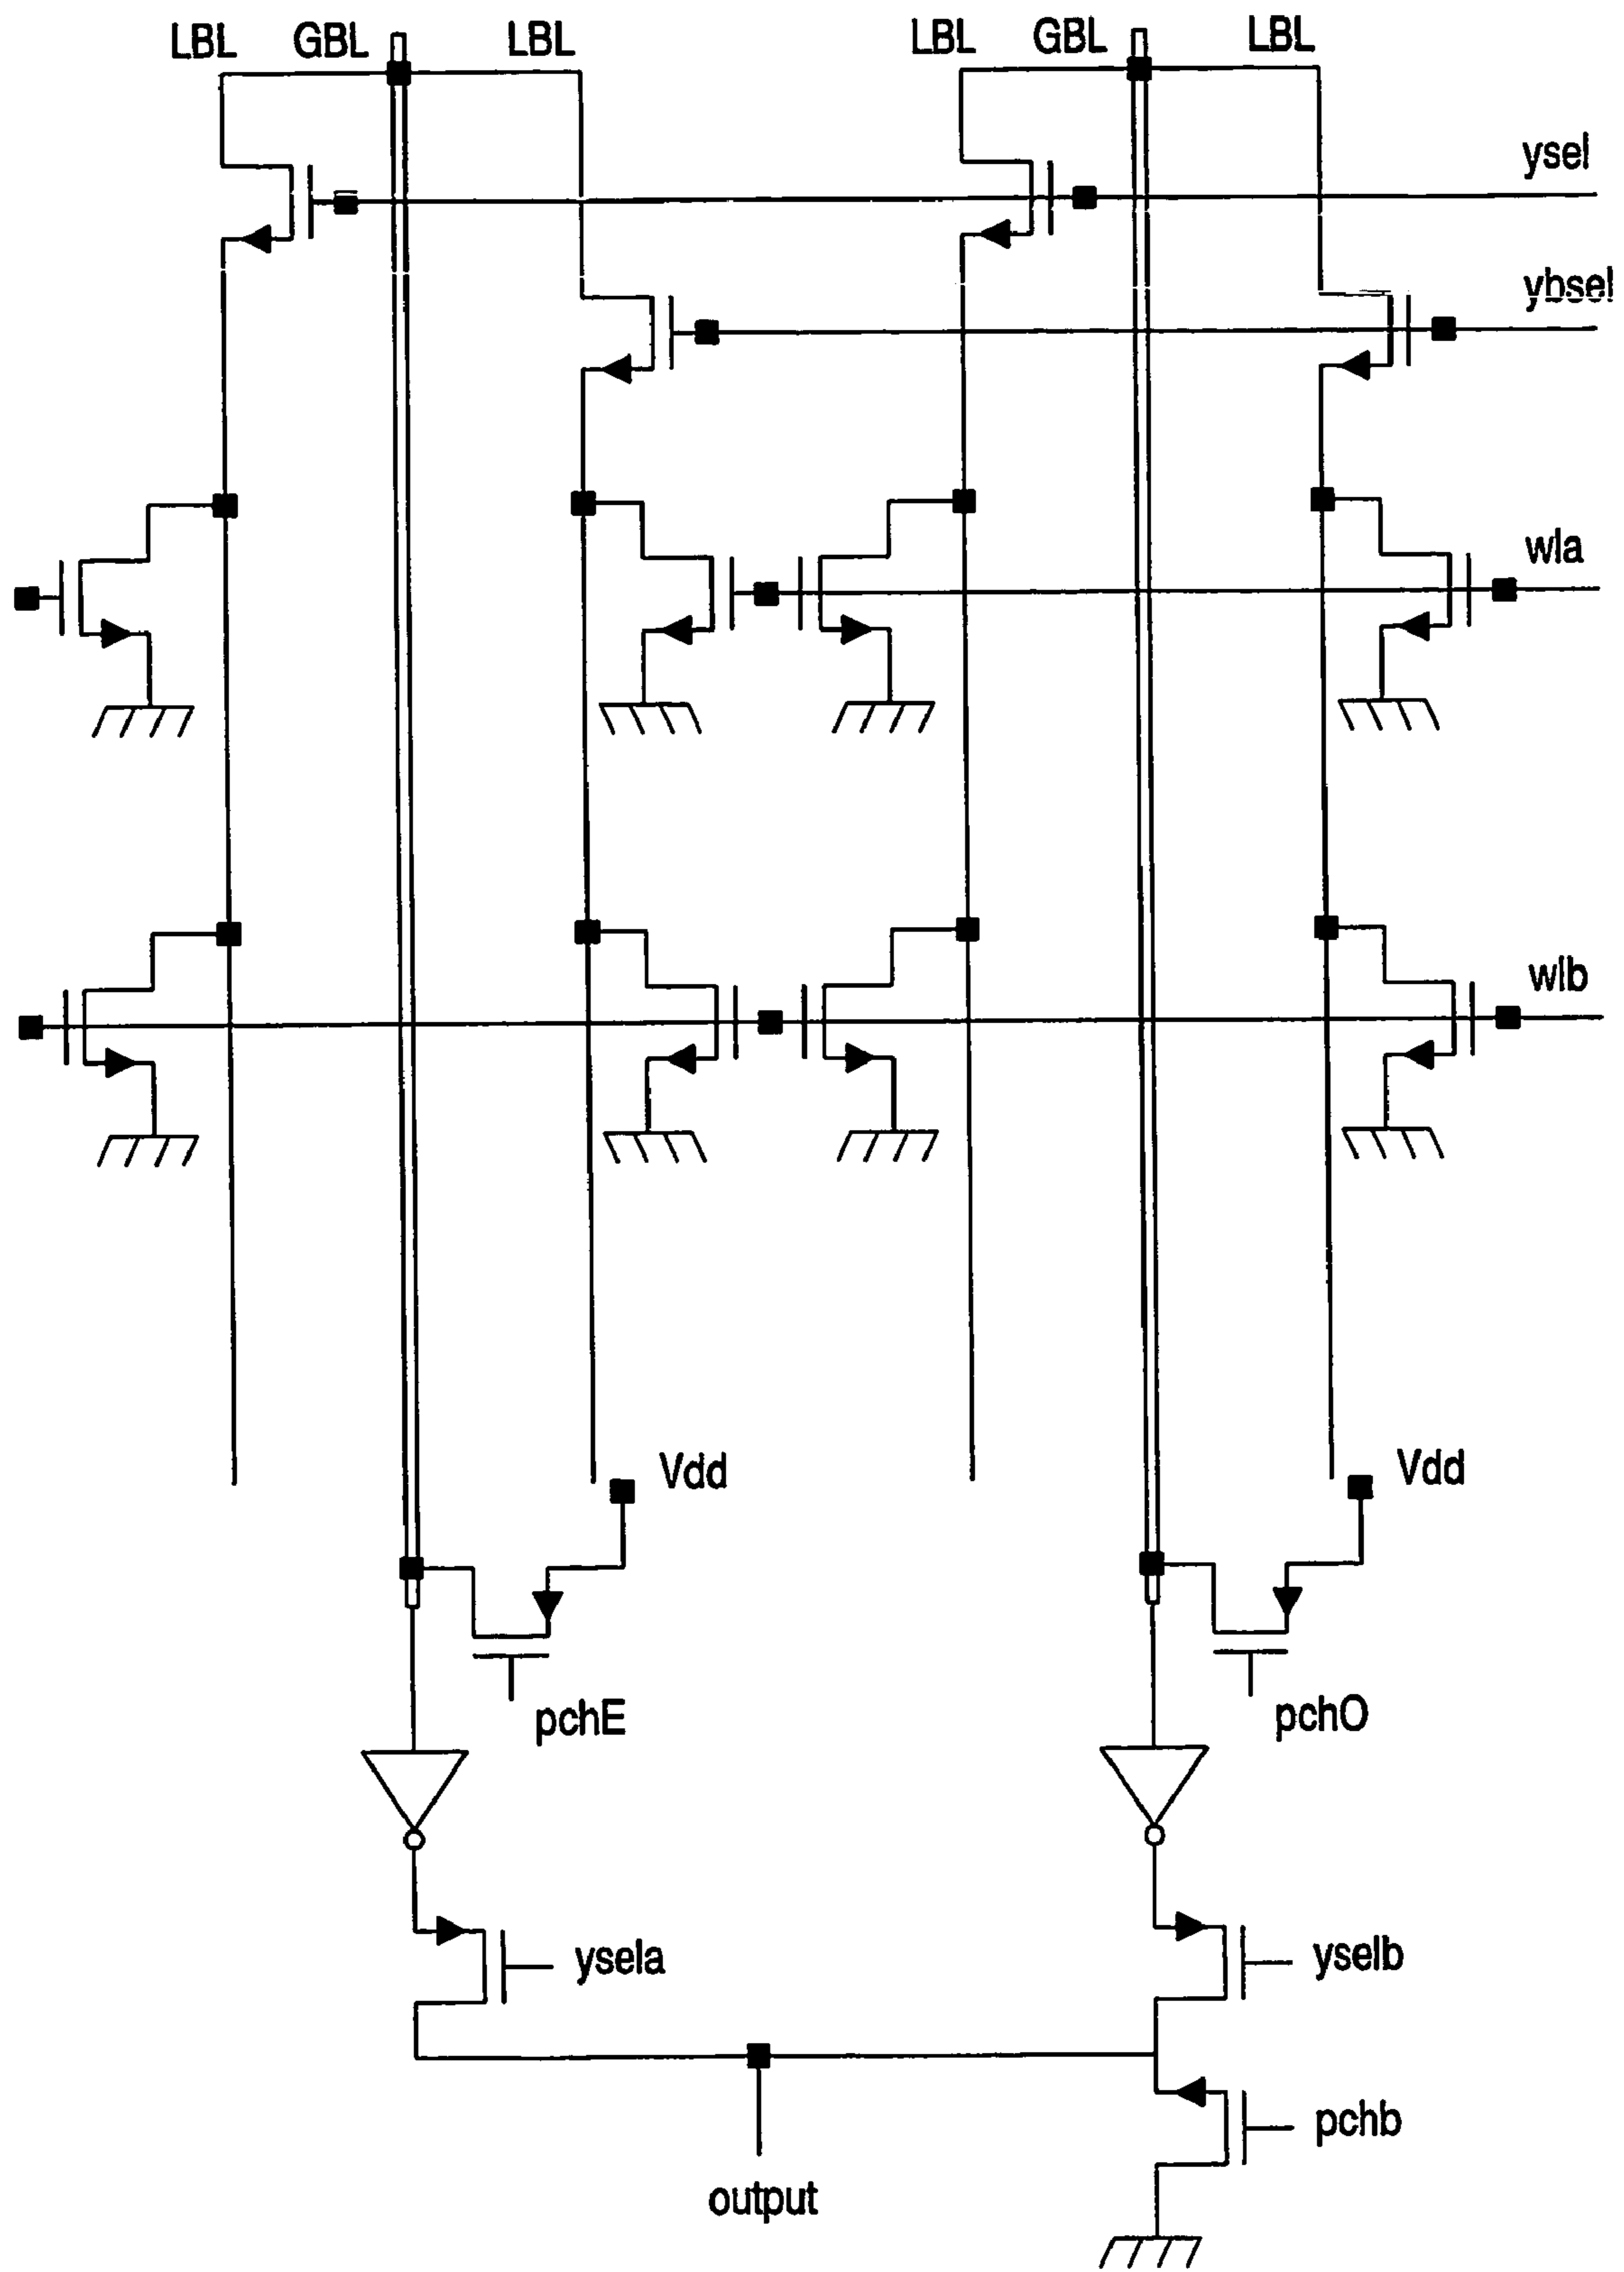 LBL GBL LBL LBL GBL LBL
ysel
ybsel
wla
wlb
Vdd Vdd
pchE pchO
ysela yselb
pchb
output